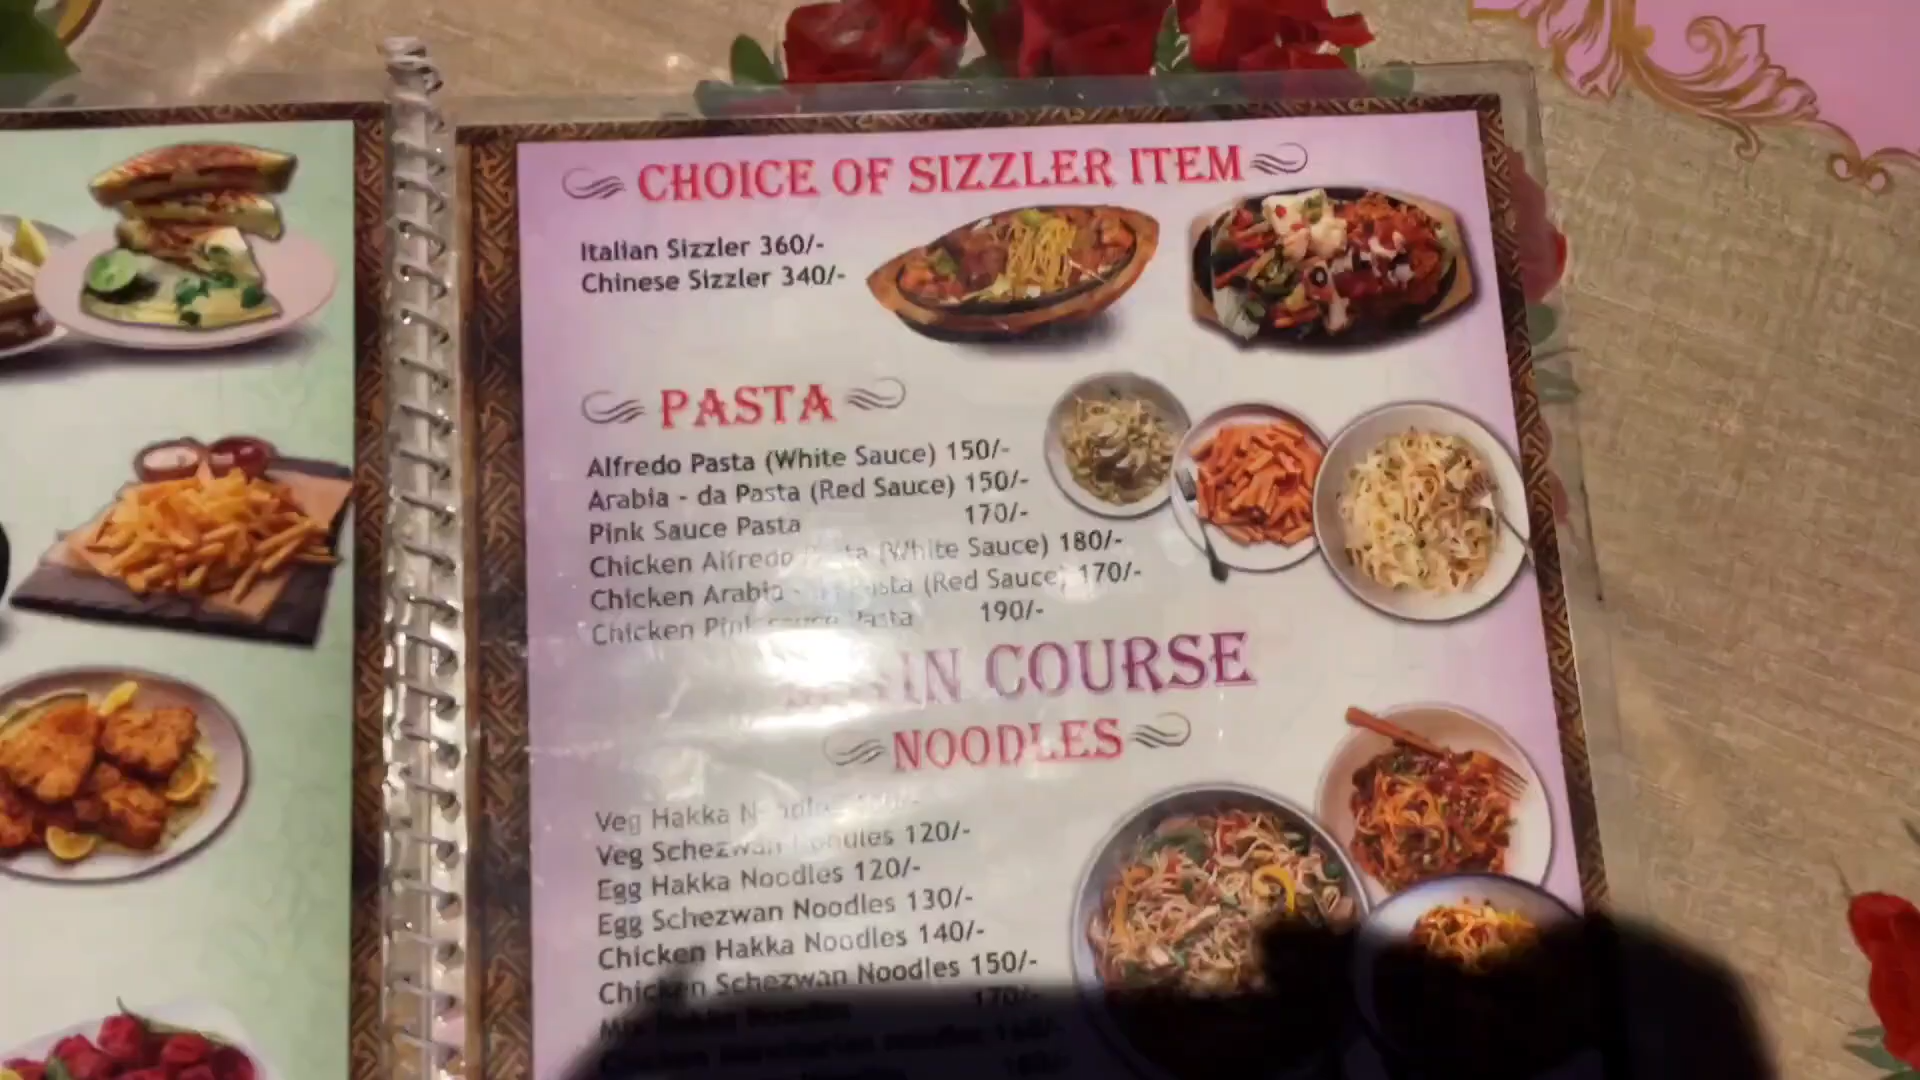 CHOICE OF SIZZLER ITEM
Italian Sizzler 360/-
Chinese Sizzler 340/-
PASTA
Alfredo Pasta (White Sauce) 150/-
Arabia - da Pasta (Red Sauce) 150/-
Pink Sauce Pasta 170/-
Chicken Alfredo (White Sauce) 180/-
Chicken Arabia - Pasta (Red Sauce) 170/-
Chicken Pink sauce Pasta 190/-
COURSE
NOODLES
Veg Hakka
Veg Schezwan Noodles 120/-
Egg Hakka Noodles 120/-
Egg Schezwan Noodles 130/-
Chicken Hakka Noodles 140/-
Chicken Schezwan Noodles 150/-
170/-